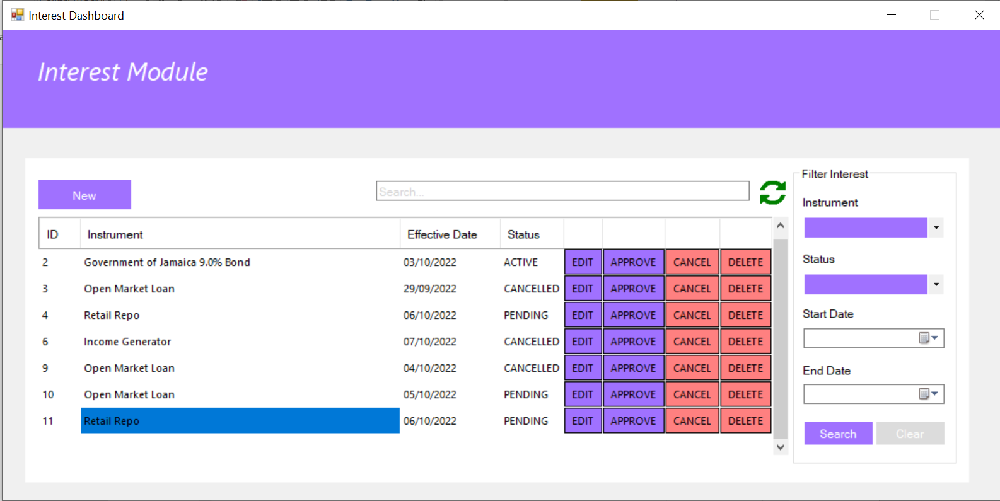 Interest Dashboard
Interest Module
New
Search...
ID Instrument Effective Date Status
2 Government of Jamaica 9.0% Bond 03/10/2022 ACTIVE EDIT APPROVE CANCEL DELETE
3 Open Market Loan 29/09/2022 CANCELLED EDIT APPROVE CANCEL DELETE
4 Retail Repo 06/10/2022 PENDING EDIT APPROVE CANCEL DELETE
6 Income Generator 07/10/2022 CANCELLED EDIT APPROVE CANCEL DELETE
9 Open Market Loan 04/10/2022 CANCELLED EDIT APPROVE CANCEL DELETE
10 Open Market Loan 05/10/2022 PENDING EDIT APPROVE CANCEL DELETE
11 Retail Repo 06/10/2022 PENDING EDIT APPROVE CANCEL DELETE
Filter Interest
Instrument
Status
Start Date
End Date
Search Clear